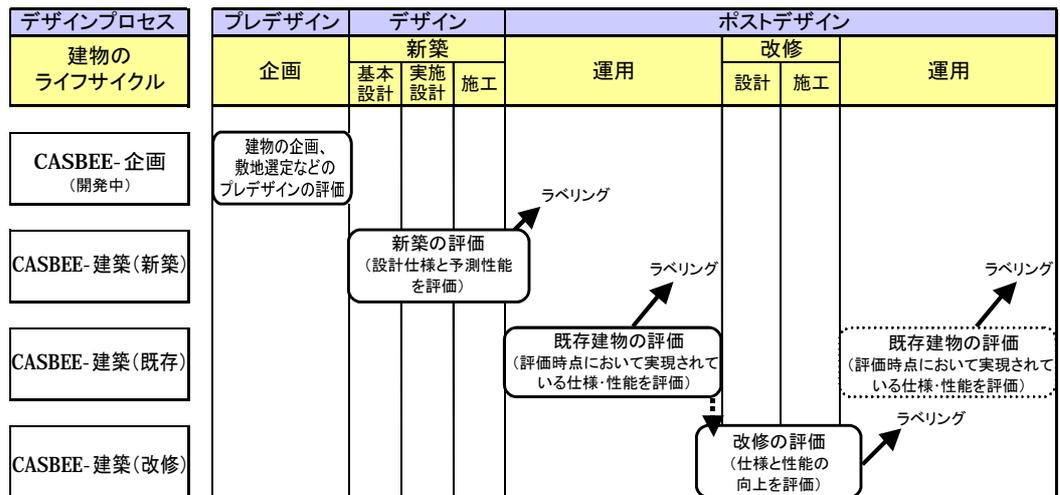 デザインプロセス
プレデザイン
デザイン
ポストデザイン
建物の
ライフサイクル
企画
新築
基本
設計
実施
設計
施工
運用
改修
設計
施工
運用
CASBEE-企画
(開発中)
建物の企画、
敷地選定などの
プレデザインの評価
CASBEE-建築(新築)
新築の評価
(設計仕様と予測性能
を評価)
ラベリング
CASBEE-建築(既存)
既存建物の評価
(評価時点において実現されて
いる仕様・性能を評価)
ラベリング
既存建物の評価
(評価時点において実現されて
いる仕様・性能を評価)
ラベリング
CASBEE-建築(改修)
改修の評価
(仕様と性能の
向上を評価)
ラベリング